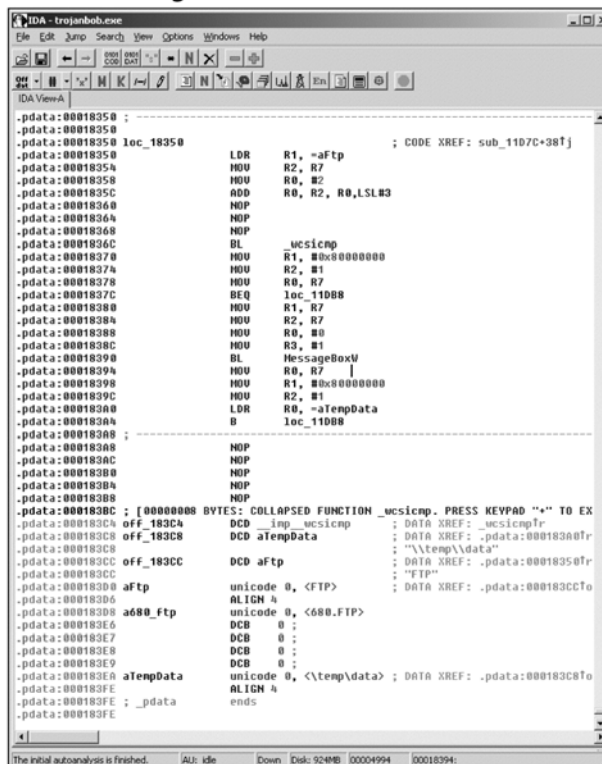 IDA - trojanbob.exe
File Edit Jump Search View Options Windows Help
IDA View-A
.pdata:00018350 ; ---------------------------------------------------------------------------
.pdata:00018350
.pdata:00018350 loc_18350 ; CODE XREF: sub_11D7C+38↑j
.pdata:00018350 LDR R1, =aFtp
.pdata:00018354 MOV R2, R7
.pdata:00018358 MOV R0, #2
.pdata:0001835C ADD R0, R2, R0,LSL#3
.pdata:00018360 NOP
.pdata:00018364 NOP
.pdata:00018368 NOP
.pdata:0001836C BL _wcsicmp
.pdata:00018370 MOV R1, #0x80000000
.pdata:00018374 MOV R2, #1
.pdata:00018378 MOV R0, R7
.pdata:0001837C BEQ loc_11DB8
.pdata:00018380 MOV R1, R7
.pdata:00018384 MOV R2, R7
.pdata:00018388 MOV R0, #0
.pdata:0001838C MOV R3, #1
.pdata:00018390 BL MessageBoxW
.pdata:00018394 MOV R0, R7
.pdata:00018398 MOV R1, #0x80000000
.pdata:0001839C MOV R2, #1
.pdata:000183A0 LDR R0, =aTempData
.pdata:000183A4 B loc_11DB8
.pdata:000183A8 ; ---------------------------------------------------------------------------
.pdata:000183A8 NOP
.pdata:000183AC NOP
.pdata:000183B0 NOP
.pdata:000183B4 NOP
.pdata:000183B8 NOP
.pdata:000183BC ; [00000008 BYTES: COLLAPSED FUNCTION _wcsicmp. PRESS KEYPAD "+" TO EX
.pdata:000183C4 off_183C4 DCD __imp__wcsicmp ; DATA XREF: _wcsicmp↑r
.pdata:000183C8 off_183C8 DCD aTempData ; DATA XREF: .pdata:000183A0↑r
.pdata:000183C8 ; "\\temp\\data"
.pdata:000183CC off_183CC DCD aFtp ; DATA XREF: .pdata:00018350↑r
.pdata:000183CC ; "FTP"
.pdata:000183D0 aFtp unicode 0, <FTP> ; DATA XREF: .pdata:000183CC↑o
.pdata:000183D6 ALIGN 4
.pdata:000183D8 a680_ftp unicode 0, <680.FTP>
.pdata:000183E6 DCB 0 ;
.pdata:000183E7 DCB 0 ;
.pdata:000183E8 DCB 0 ;
.pdata:000183E9 DCB 0 ;
.pdata:000183EA aTempData unicode 0, <\temp\data> ; DATA XREF: .pdata:000183C8↑o
.pdata:000183FE ALIGN 4
.pdata:000183FE ; _pdata ends
.pdata:000183FE
The initial autoanalysis is finished. AU: idle Down Disk: 924MB 00004994 00018394: